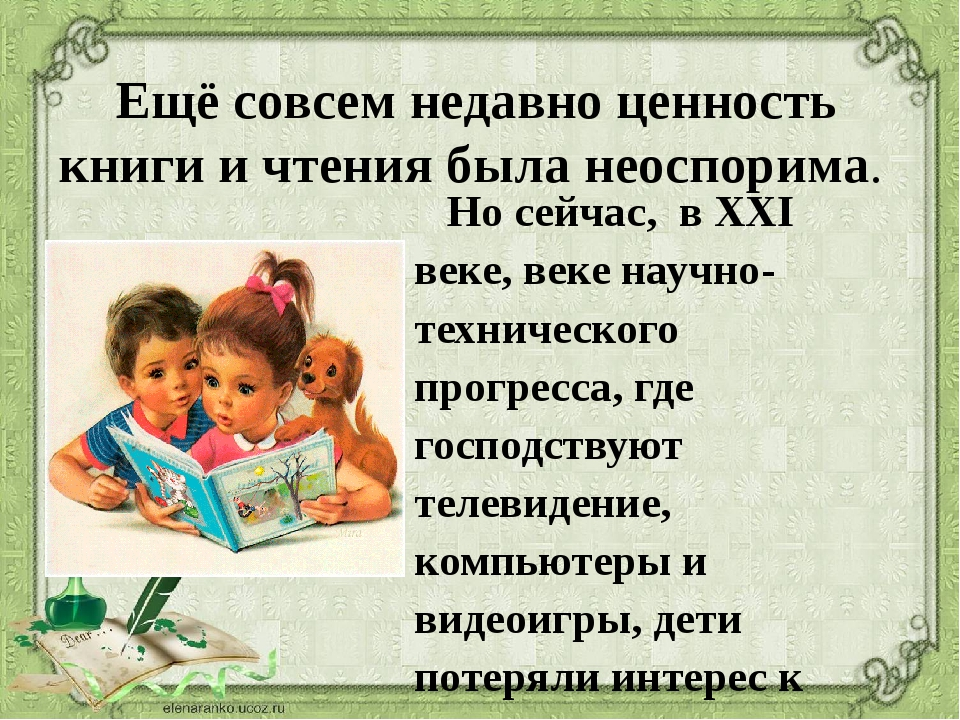 Ещё совсем недавно ценность
книги и чтения была неоспорима.
Но сейчас, в XXI
веке, веке научно-
технического
прогресса, где
господствуют
телевидение,
компьютеры и
видеоигры, дети
потеряли интерес к
Mara
Dear...
elenaranko.ucoz.ru